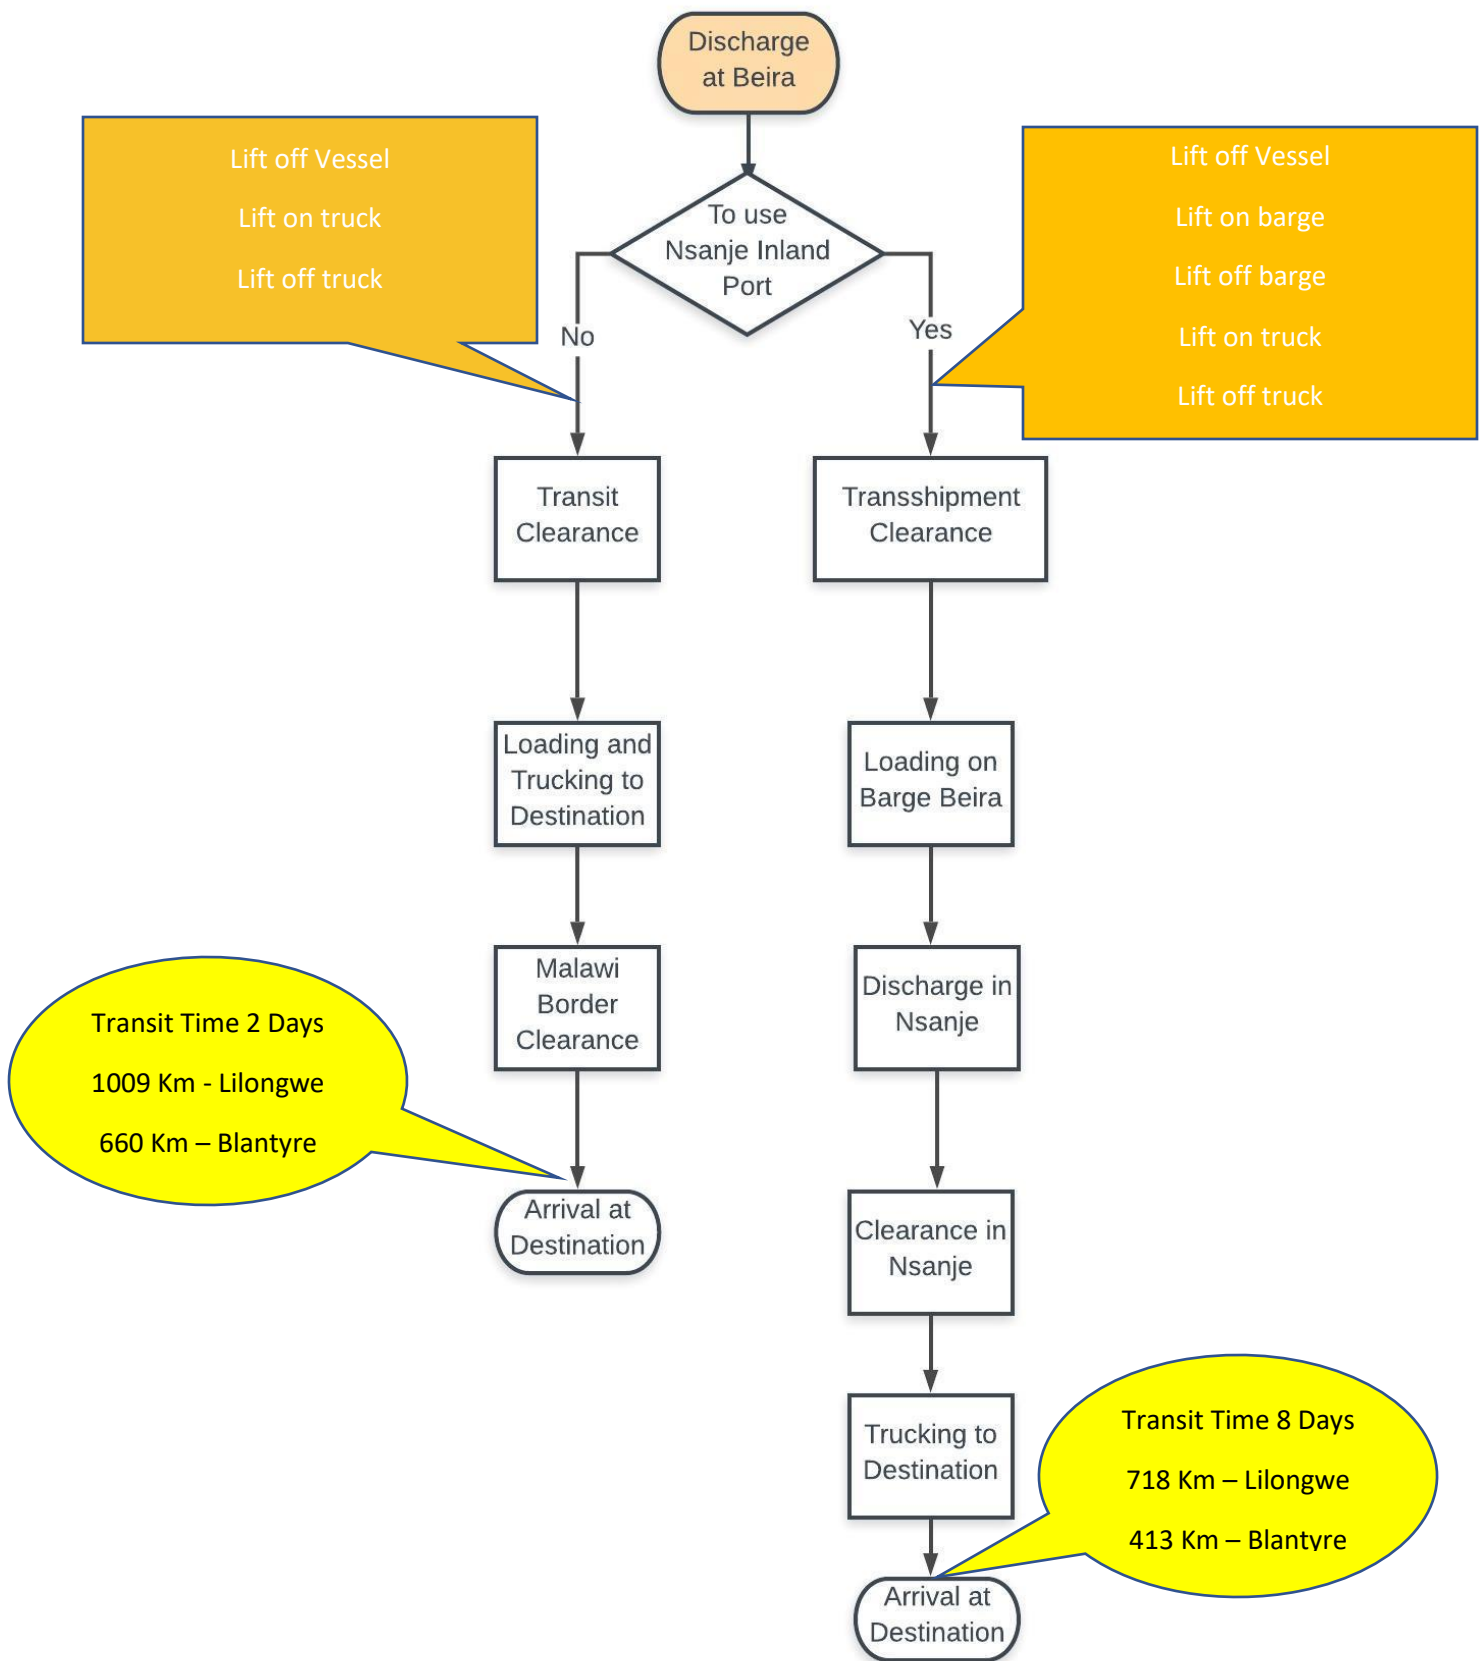 Discharge
at Beira
Lift off Vessel
Lift on truck
Lift off truck
To use
Nsanje Inland
Port
Lift off Vessel
Lift on barge
Lift off barge
Lift on truck
Lift off truck
No
Yes
Transit
Clearance
Transshipment
Clearance
Loading and
Trucking to
Destination
Loading on
Barge Beira
Malawi
Border
Clearance
Discharge in
Nsanje
Transit Time 2 Days
1009 Km - Lilongwe
660 Km – Blantyre
Arrival at
Destination
Clearance in
Nsanje
Trucking to
Destination
Transit Time 8 Days
718 Km – Lilongwe
413 Km – Blantyre
Arrival at
Destination